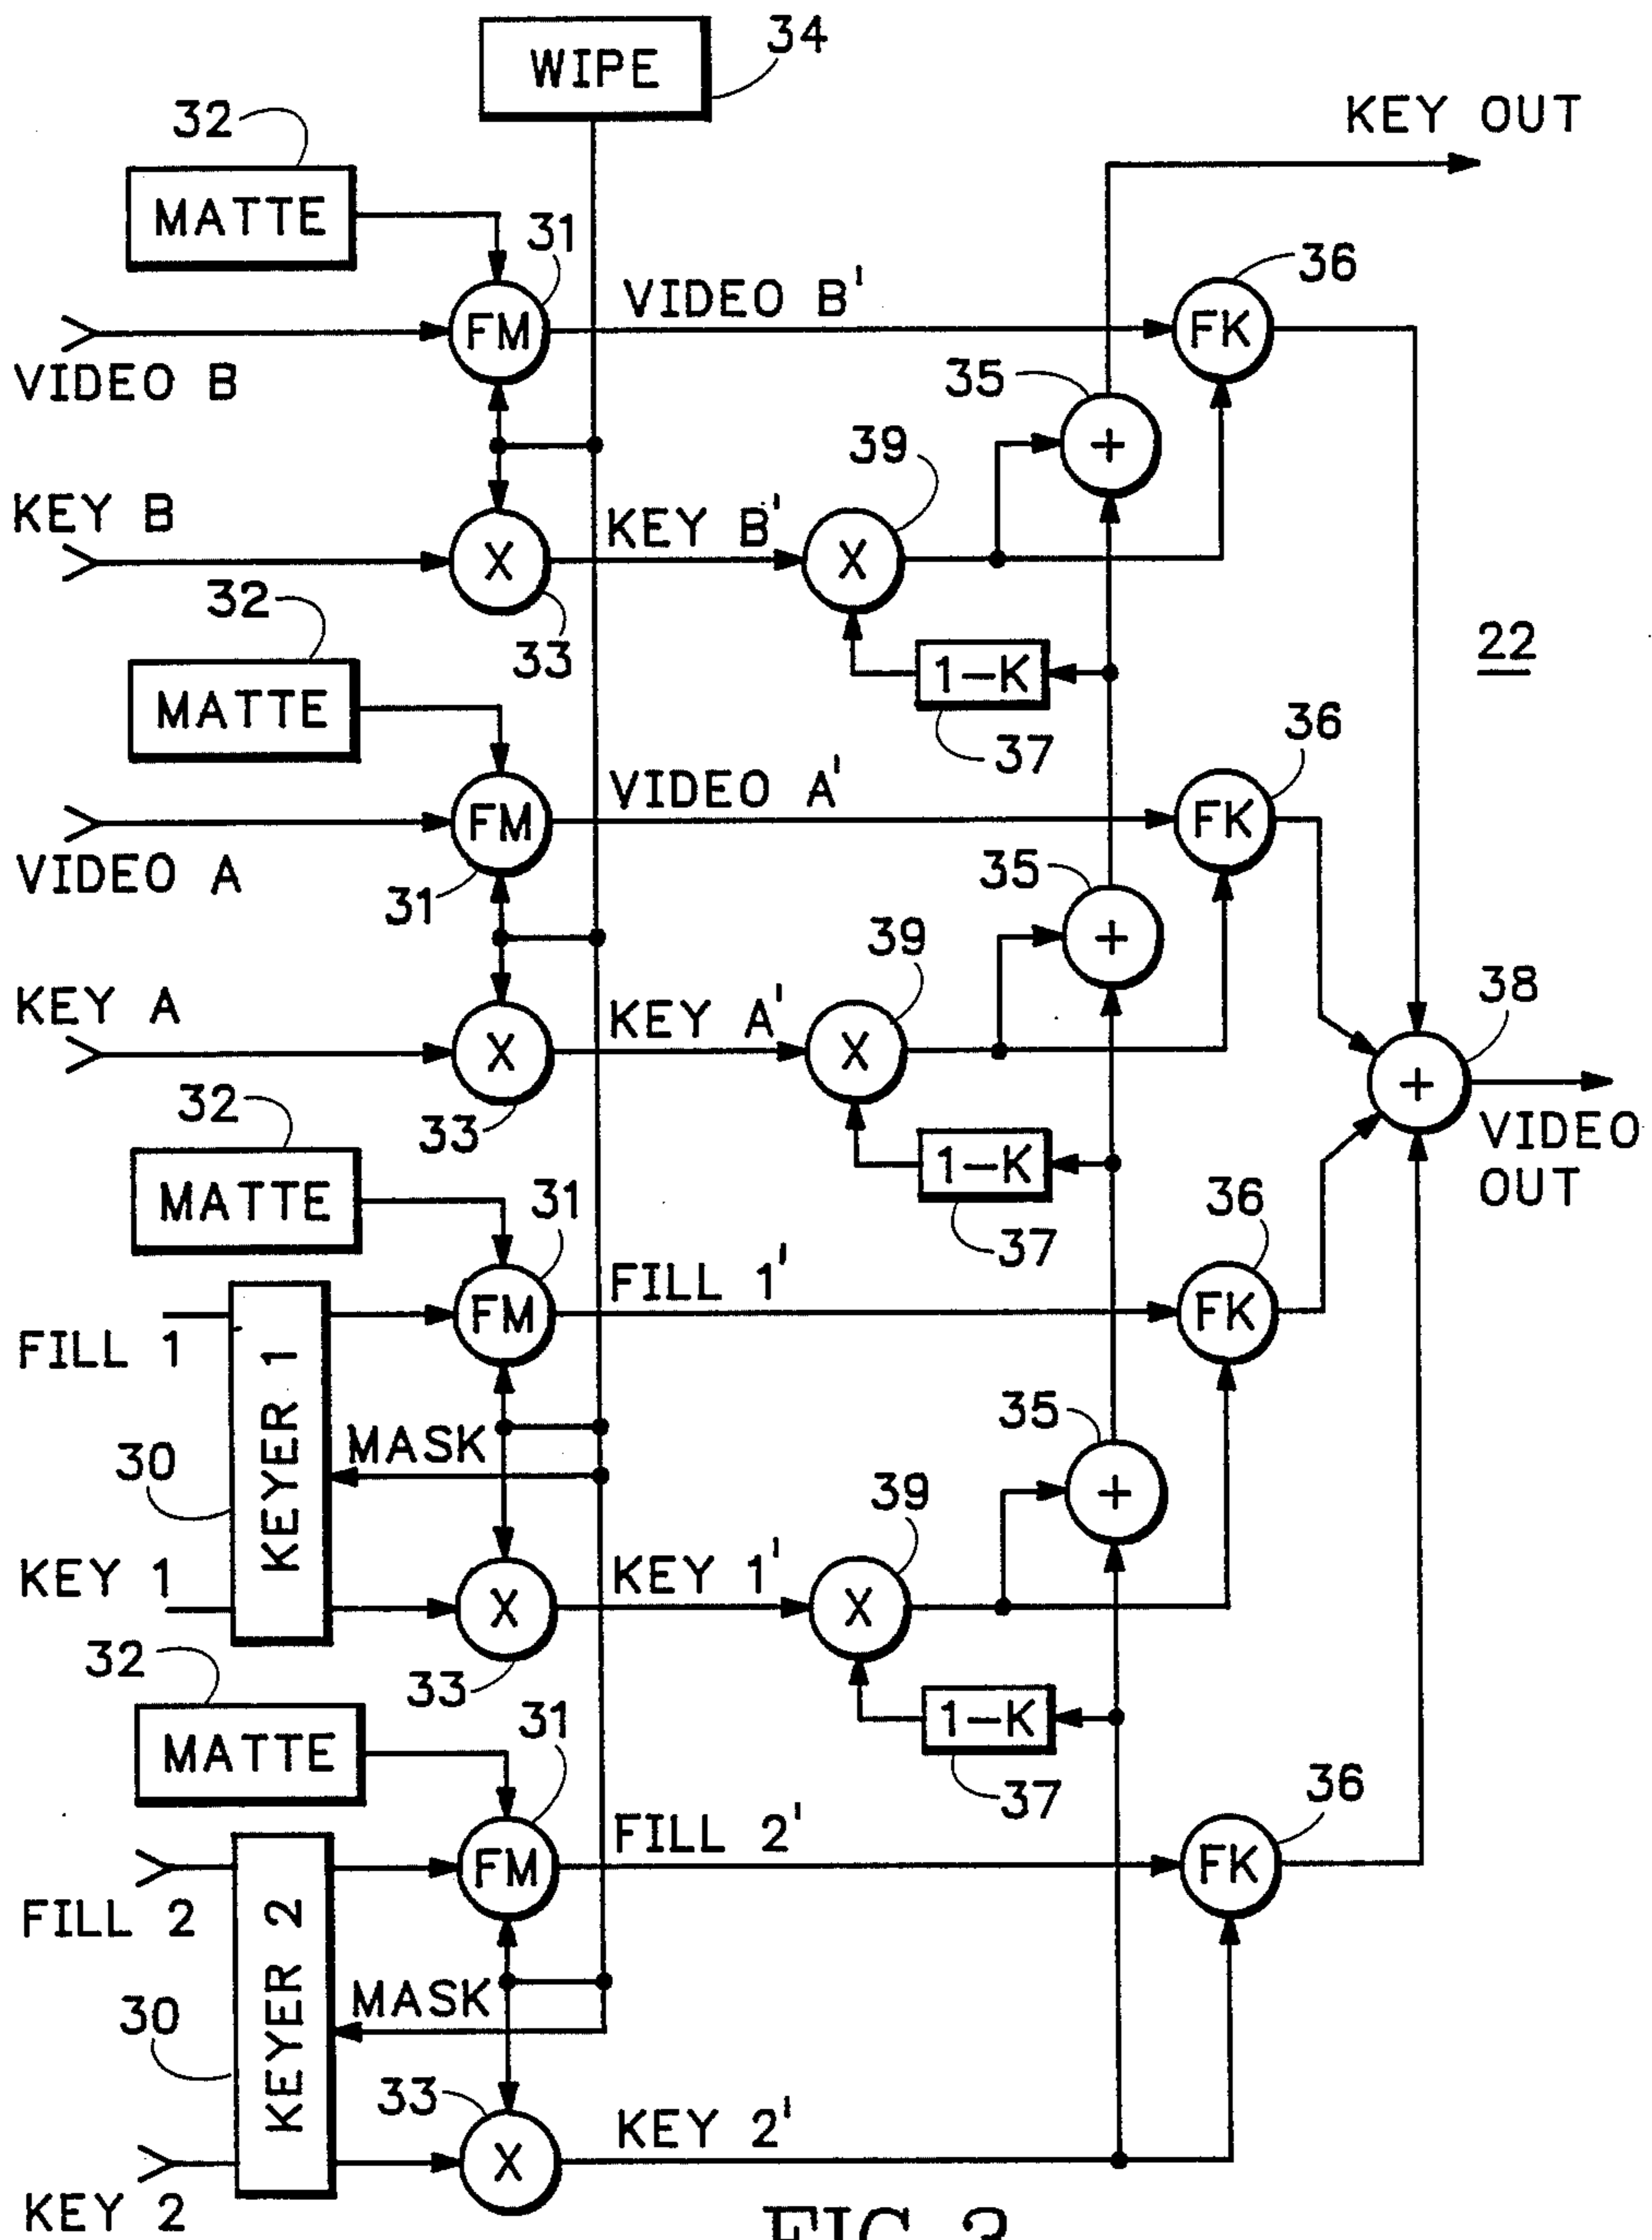 WIPE
34
KEY OUT
32
MATTE
31
36
VIDEO B'
FM
FK
VIDEO B
35
+
39
KEY B
KEY B'
X
X
32
33
22
1-K
MATTE
37
36
VIDEO A'
FM
FK
VIDEO A
35
31
+
39
38
KEY A
KEY A'
X
X
+
32
33
VIDEO
OUT
1-K
MATTE
31
37
36
FILL 1'
FM
FK
FILL 1
KEYER 1
35
MASK
30
39
+
KEY 1
KEY 1'
X
X
32
33
1-K
MATTE
31
37
36
FILL 2'
FM
FK
FILL 2
KEYER 2
MASK
30
33
KEY 2'
X
KEY 2
FIG. 3